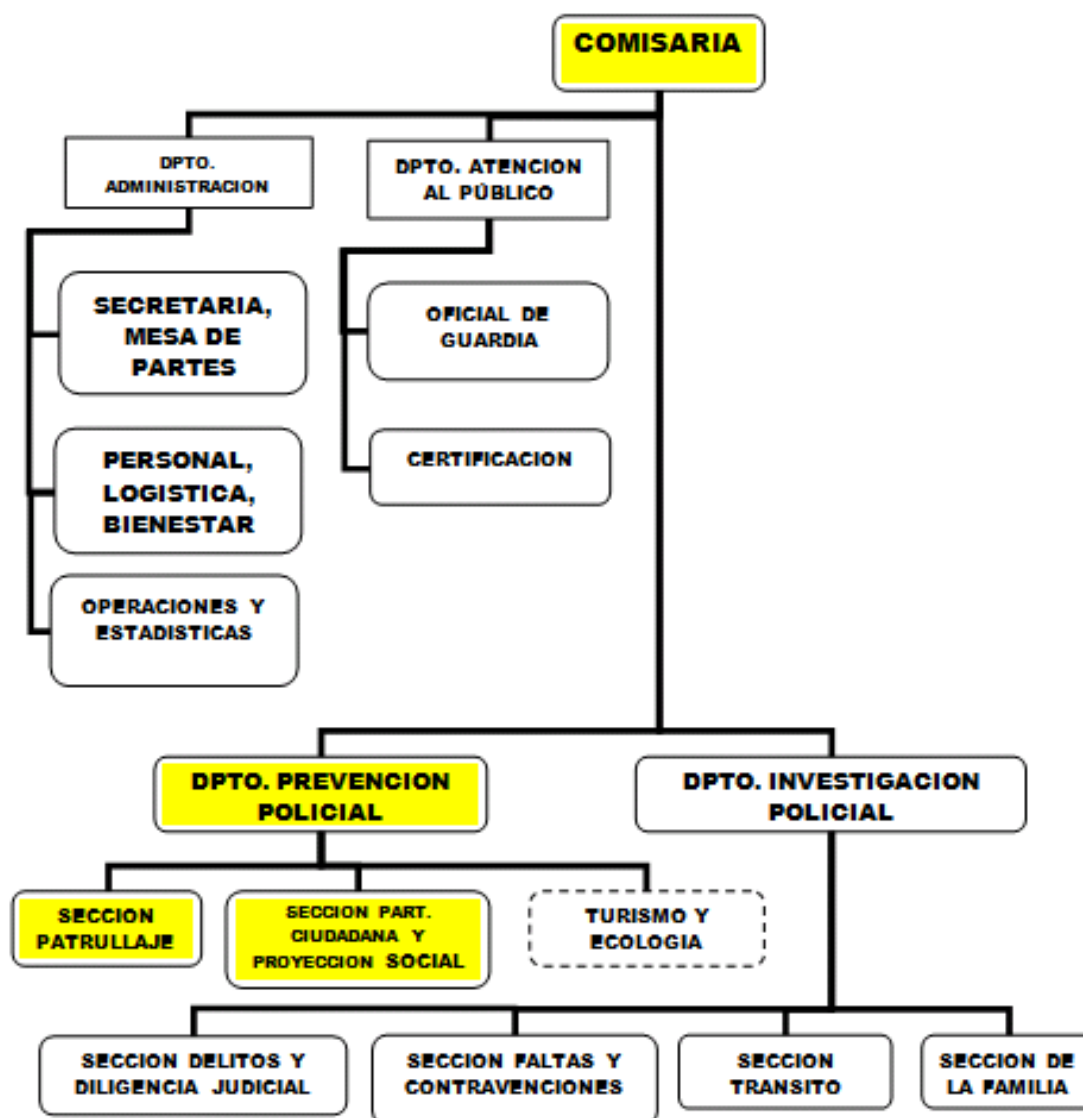 COMISARIA
DPTO.
ADMINISTRACION
DPTO. ATENCION
AL PÚBLICO
SECRETARIA,
MESA DE
PARTES
OFICIAL DE
GUARDIA
PERSONAL,
LOGISTICA,
BIENESTAR
CERTIFICACION
OPERACIONES Y
ESTADISTICAS
DPTO. PREVENCION
POLICIAL
DPTO. INVESTIGACION
POLICIAL
SECCION
PATRULLAJE
SECCION PART.
CIUDADANA Y
PROYECCION SOCIAL
TURISMO Y
ECOLOGIA
SECCION DELITOS Y
DILIGENCIA JUDICIAL
SECCION FALTAS Y
CONTRAVENCIONES
SECCION
TRANSITO
SECCION DE
LA FAMILIA